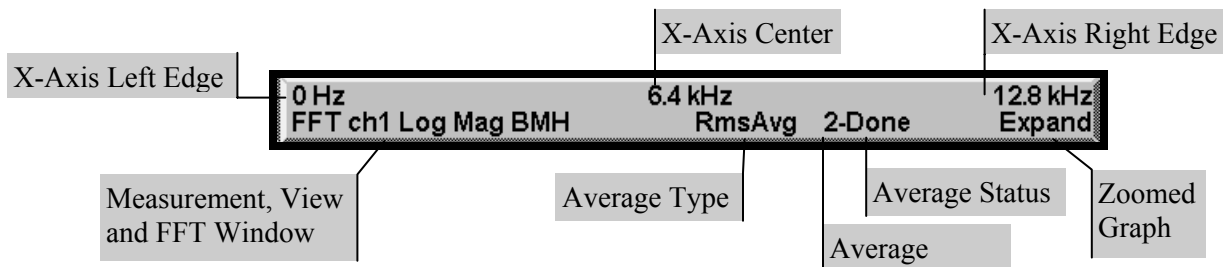 X-Axis Center
X-Axis Right Edge
X-Axis Left Edge
0 Hz 6.4 kHz 12.8 kHz
FFT ch1 Log Mag BMH RmsAvg 2-Done Expand
Measurement, View
and FFT Window
Average Type
Average Status
Zoomed
Graph
Average